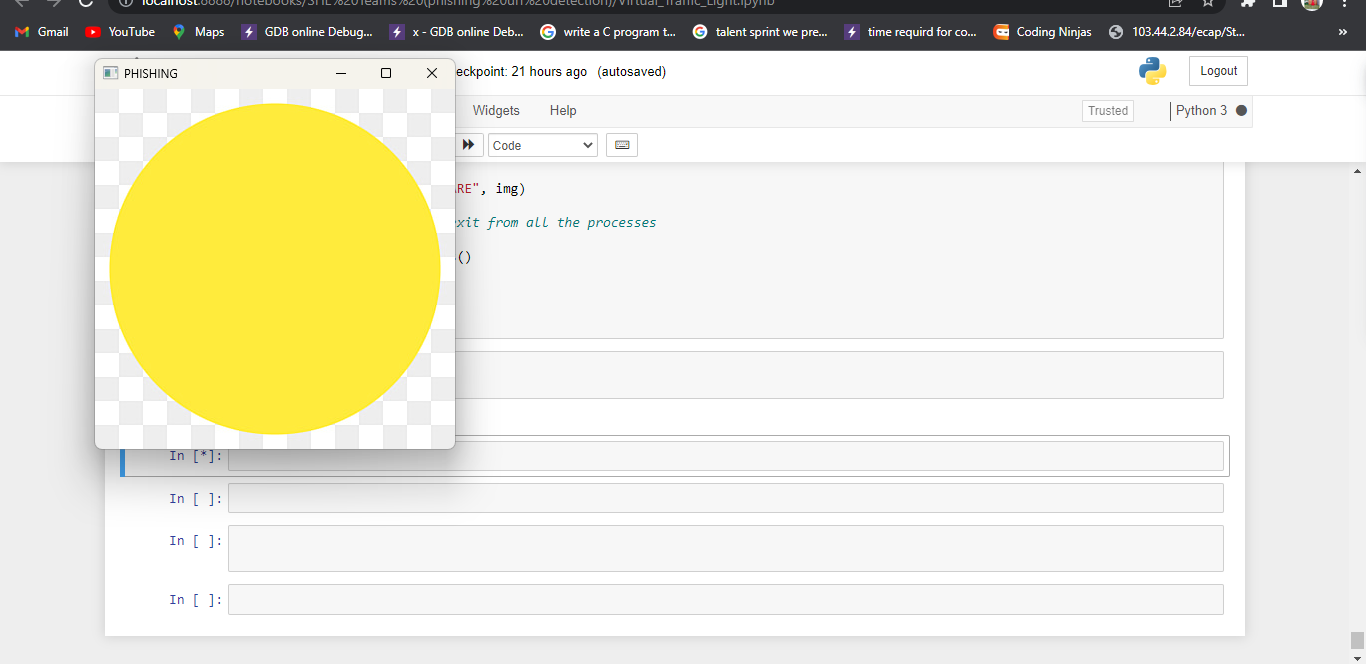 localhost:8888/notebooks/SHE%20Teams%20(phishing%20url%20detection)/Virtual_Traffic_Light.ipynb
Gmail YouTube Maps GDB online Debug... x - GDB online Deb... write a C program t... talent sprint we pre... time requird for co... Coding Ninjas 103.44.2.84/ecap/St... »
PHISHING
eckpoint: 21 hours ago (autosaved)
Logout
Widgets Help
Trusted
Python 3
Code
ARE", img)
exit from all the processes
()
In [*]:
In [ ]:
In [ ]:
In [ ]: